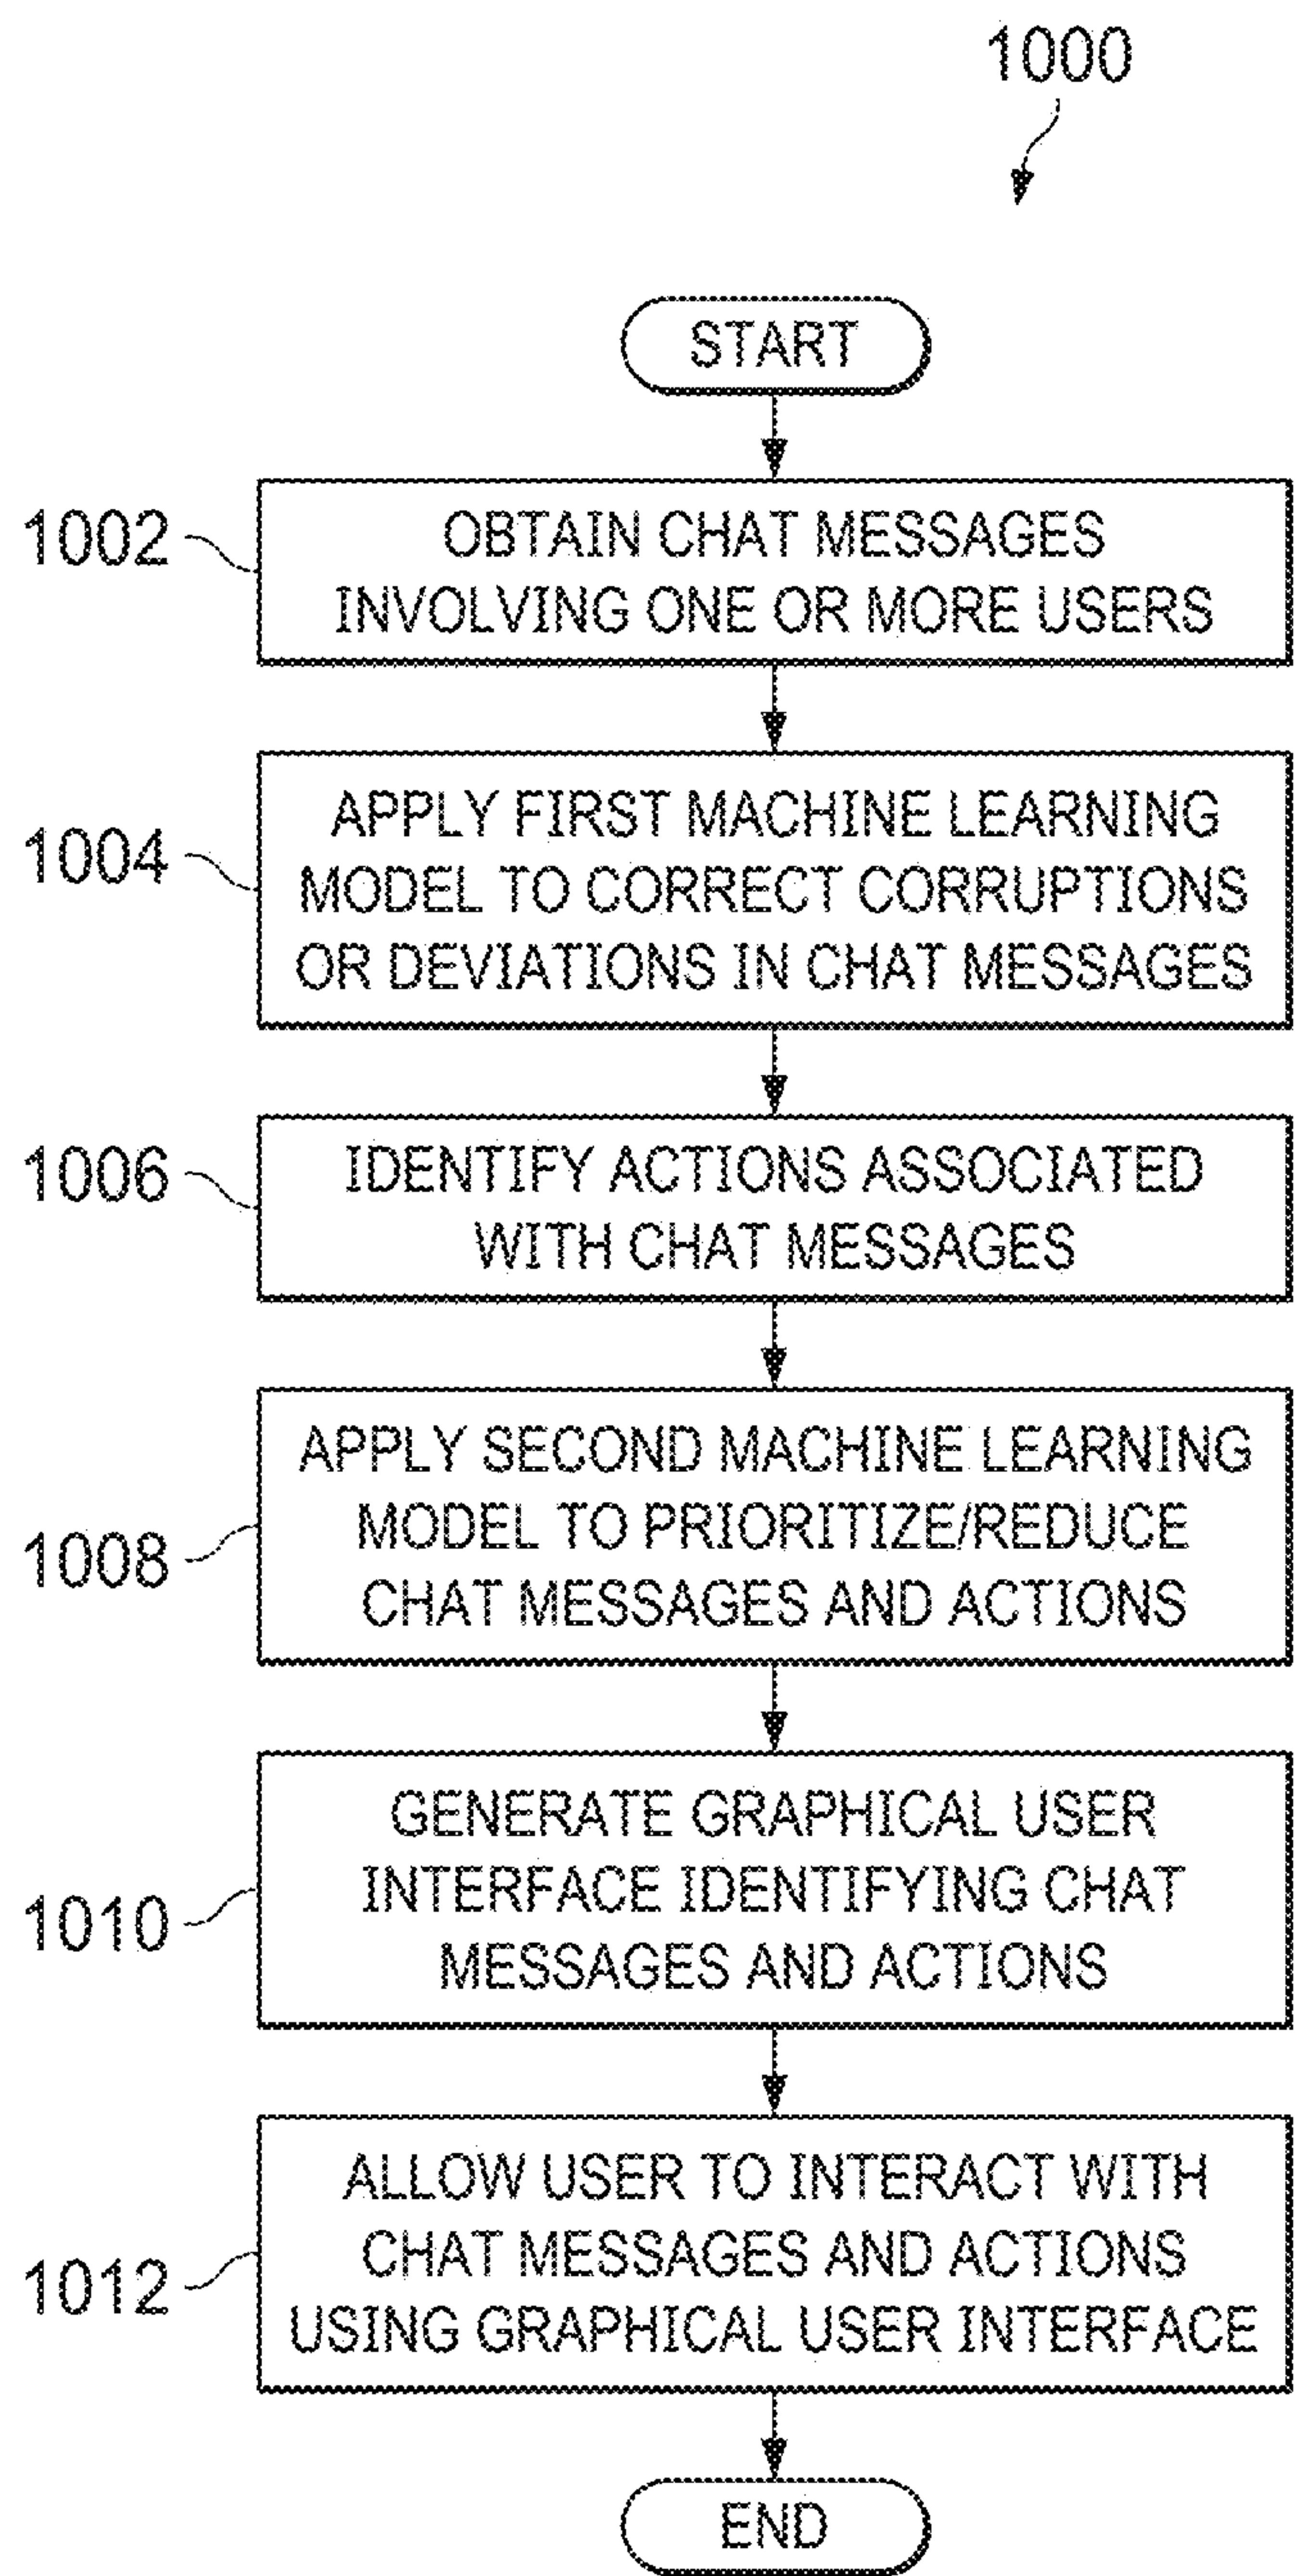 1000
START
1002
OBTAIN CHAT MESSAGES
INVOLVING ONE OR MORE USERS
1004
APPLY FIRST MACHINE LEARNING
MODEL TO CORRECT CORRUPTIONS
OR DEVIATIONS IN CHAT MESSAGES
1006
IDENTIFY ACTIONS ASSOCIATED
WITH CHAT MESSAGES
1008
APPLY SECOND MACHINE LEARNING
MODEL TO PRIORITIZE/REDUCE
CHAT MESSAGES AND ACTIONS
1010
GENERATE GRAPHICAL USER
INTERFACE IDENTIFYING CHAT
MESSAGES AND ACTIONS
1012
ALLOW USER TO INTERACT WITH
CHAT MESSAGES AND ACTIONS
USING GRAPHICAL USER INTERFACE
END